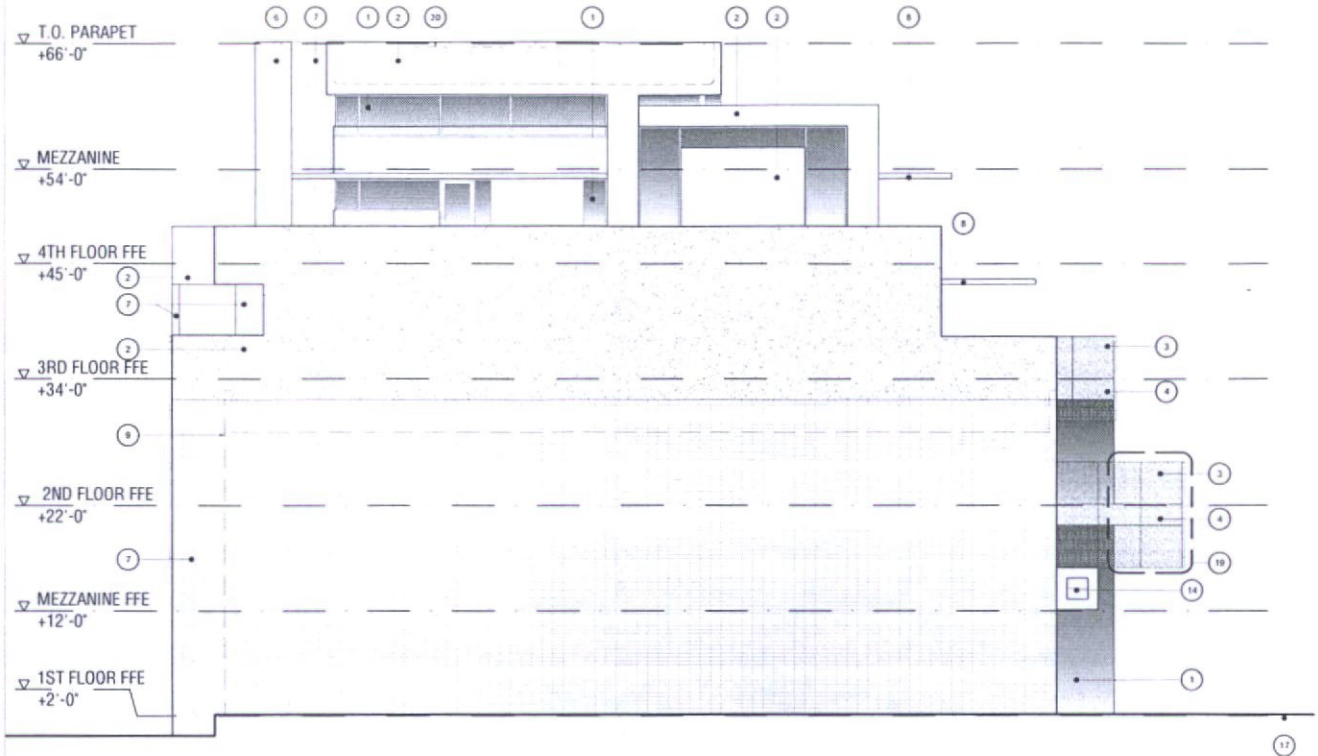 6 7 1 2 20 1 2 2 8
T.O. PARAPET
+66'-0"
MEZZANINE
+54'-0"
8
4TH FLOOR FFE
+45'-0"
2
7
2
3
3RD FLOOR FFE
+34'-0"
4
9
3
2ND FLOOR FFE
+22'-0"
4
7
19
14
MEZZANINE FFE
+12'-0"
1ST FLOOR FFE
+2'-0"
1
17